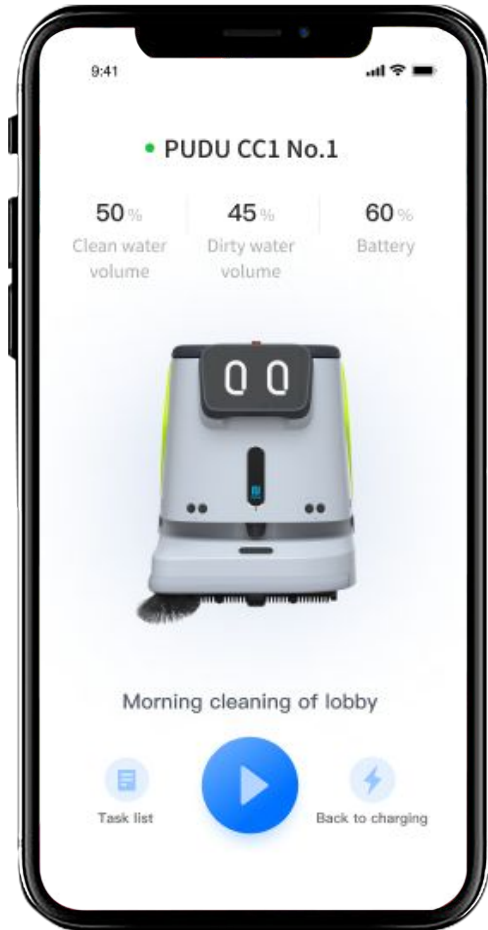 9:41
PUDU CC1 No.1
50 %
45 %
60 %
Clean water
volume
Dirty water
volume
Battery
Morning cleaning of lobby
Task list
Back to charging